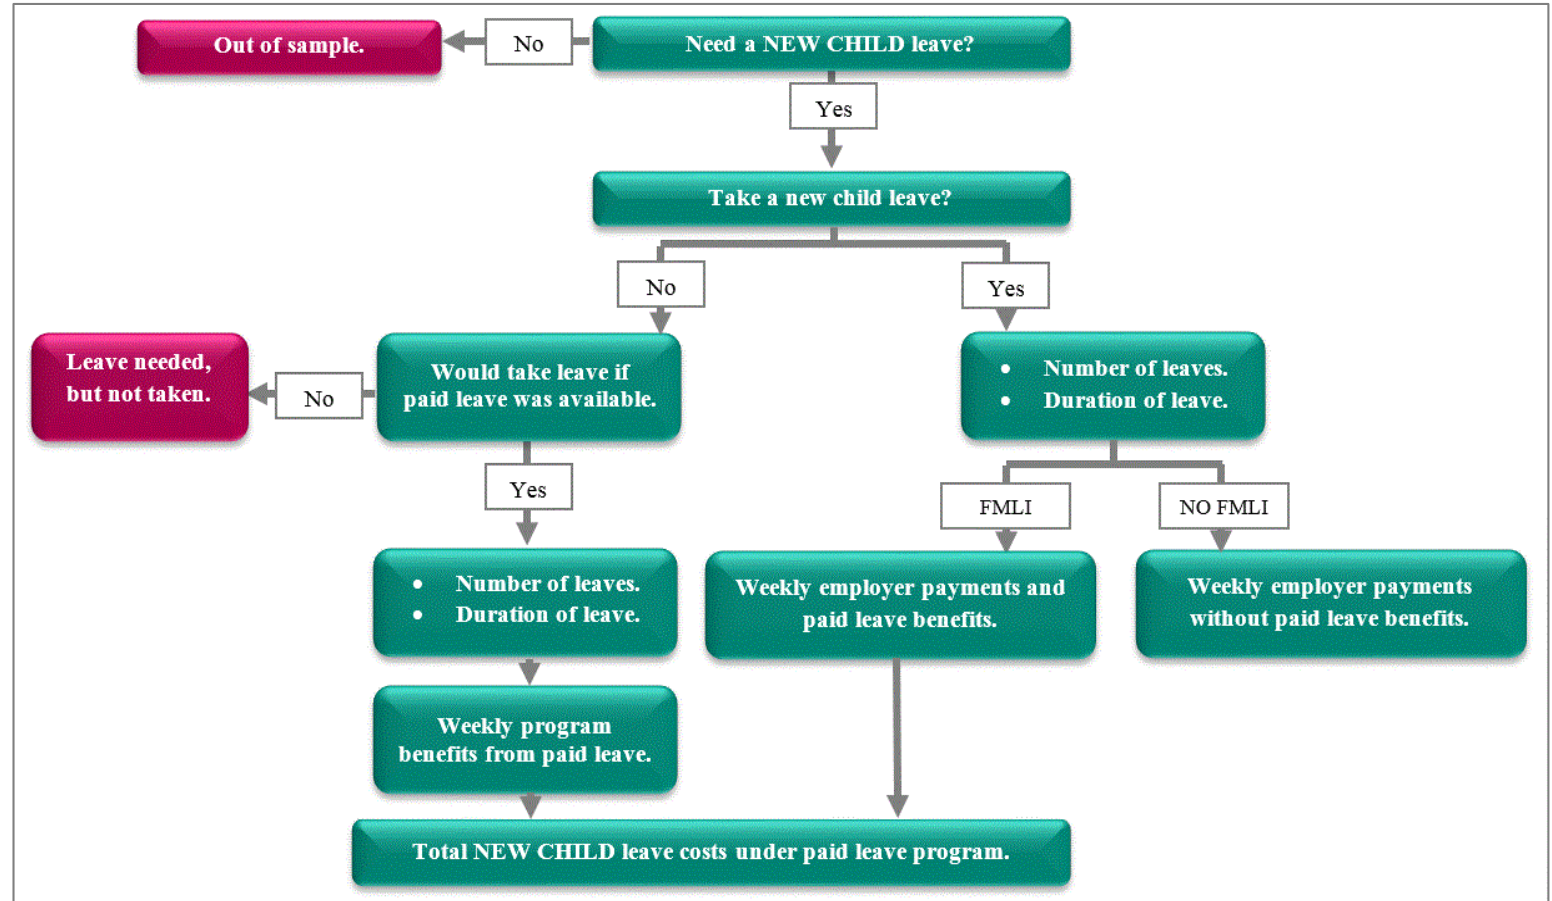 Out of sample.
No
Need a NEW CHILD leave?
Yes
Take a new child leave?
No
Yes
Leave needed,
but not taken.
No
Would take leave if
paid leave was available.
• Number of leaves.
• Duration of leave.
Yes
FMLI
NO FMLI
• Number of leaves.
• Duration of leave.
Weekly employer payments and
paid leave benefits.
Weekly employer payments
without paid leave benefits.
Weekly program
benefits from paid leave.
Total NEW CHILD leave costs under paid leave program.